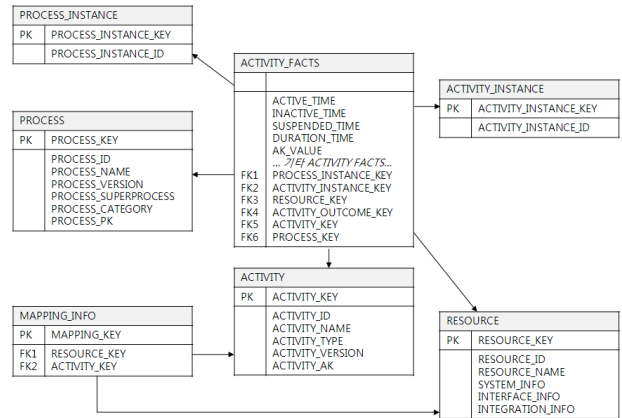 PROCESS_INSTANCE
PK PROCESS_INSTANCE_KEY
PROCESS_INSTANCE_ID
ACTIVITY_FACTS
ACTIVE_TIME
INACTIVE_TIME
SUSPENDED_TIME
DURATION_TIME
AK_VALUE
... 기타 ACTIVITY FACTS...
FK1 PROCESS_INSTANCE_KEY
FK2 ACTIVITY_INSTANCE_KEY
FK3 RESOURCE_KEY
FK4 ACTIVITY_OUTCOME_KEY
FK5 ACTIVITY_KEY
FK6 PROCESS_KEY
ACTIVITY_INSTANCE
PK ACTIVITY_INSTANCE_KEY
ACTIVITY_INSTANCE_ID
PROCESS
PK PROCESS_KEY
PROCESS_ID
PROCESS_NAME
PROCESS_VERSION
PROCESS_SUPERPROCESS
PROCESS_CATEGORY
PROCESS_PK
ACTIVITY
PK ACTIVITY_KEY
ACTIVITY_ID
ACTIVITY_NAME
ACTIVITY_TYPE
ACTIVITY_VERSION
ACTIVITY_AK
MAPPING_INFO
PK MAPPING_KEY
FK1 RESOURCE_KEY
FK2 ACTIVITY_KEY
RESOURCE
PK RESOURCE_KEY
RESOURCE_ID
RESOURCE_NAME
SYSTEM_INFO
INTERFACE_INFO
INTEGRATION_INFO